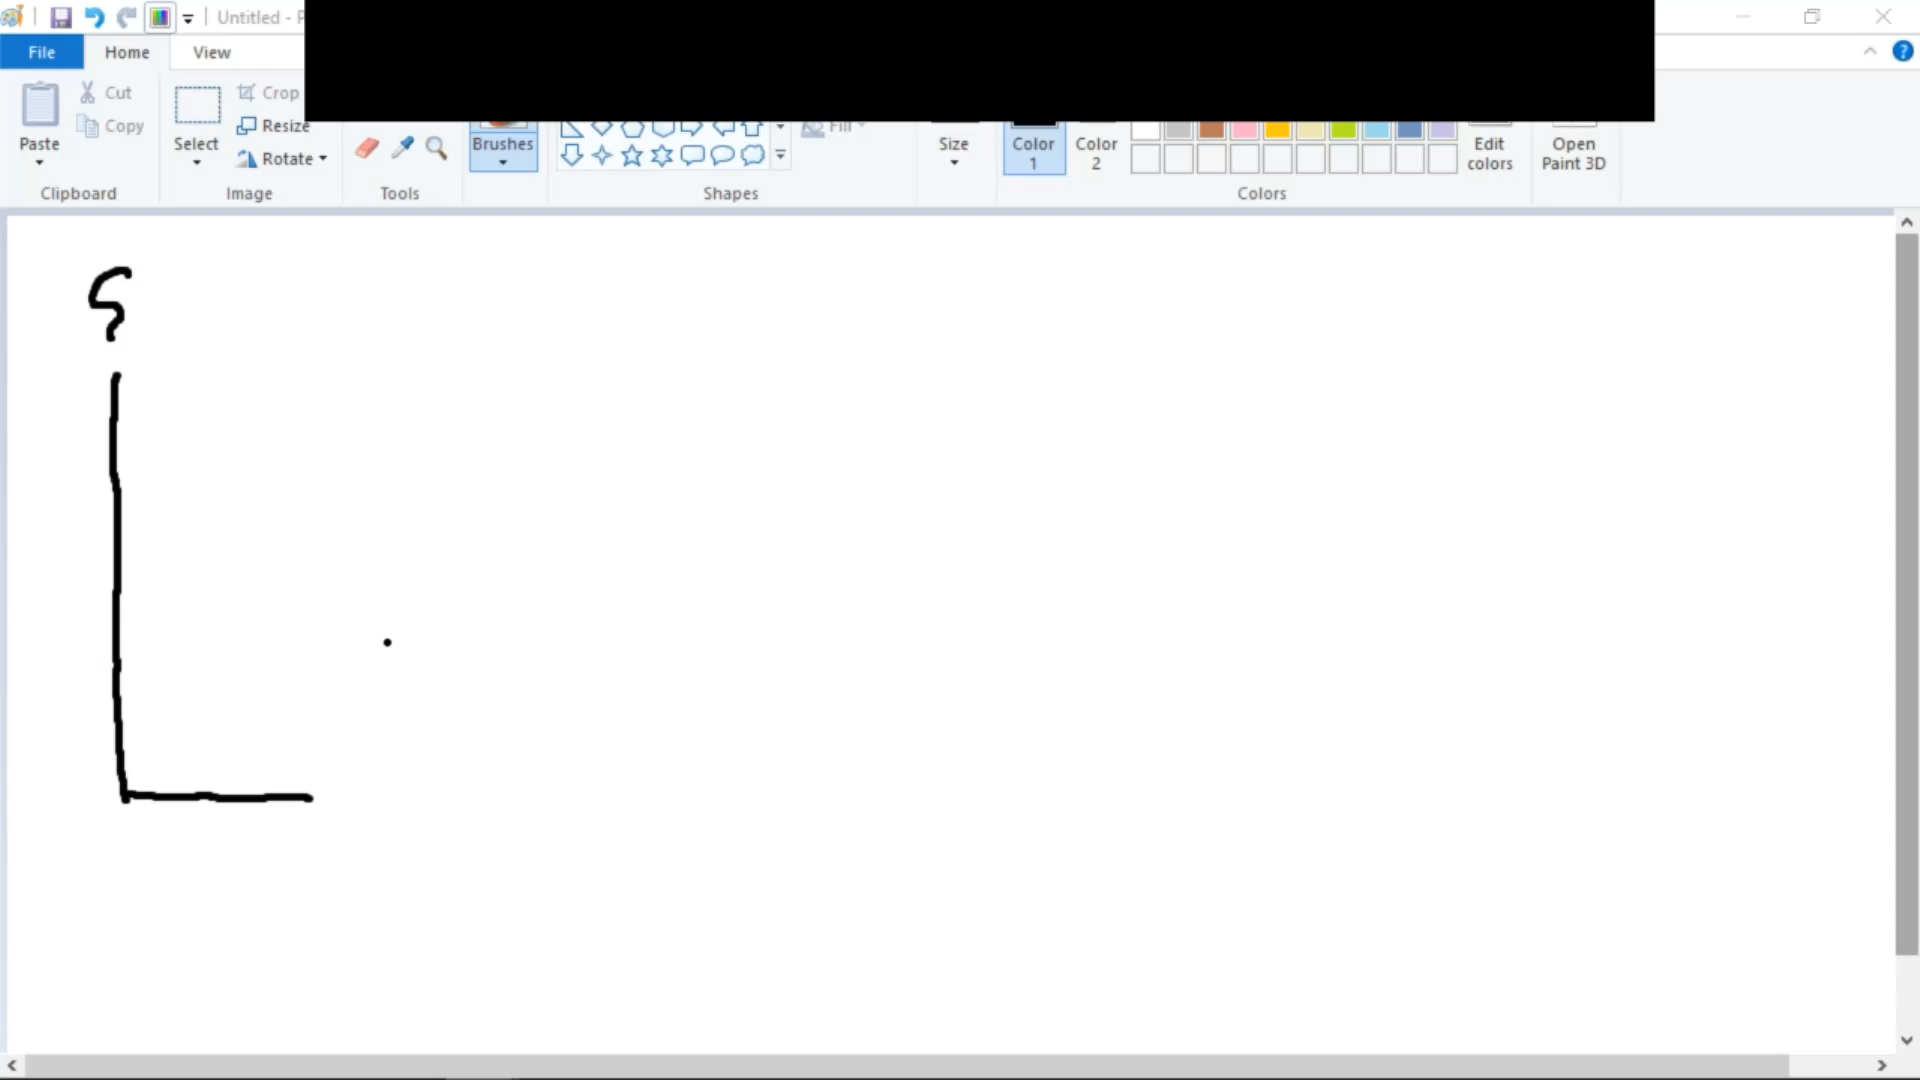 Untitled - P
File Home View
Cut
Copy
Paste
Clipboard
Crop
Resize
Rotate
Select
Image
Tools
Brushes
Fill
Shapes
Size
Color 1
Color 2
Edit colors
Colors
Open Paint 3D
S